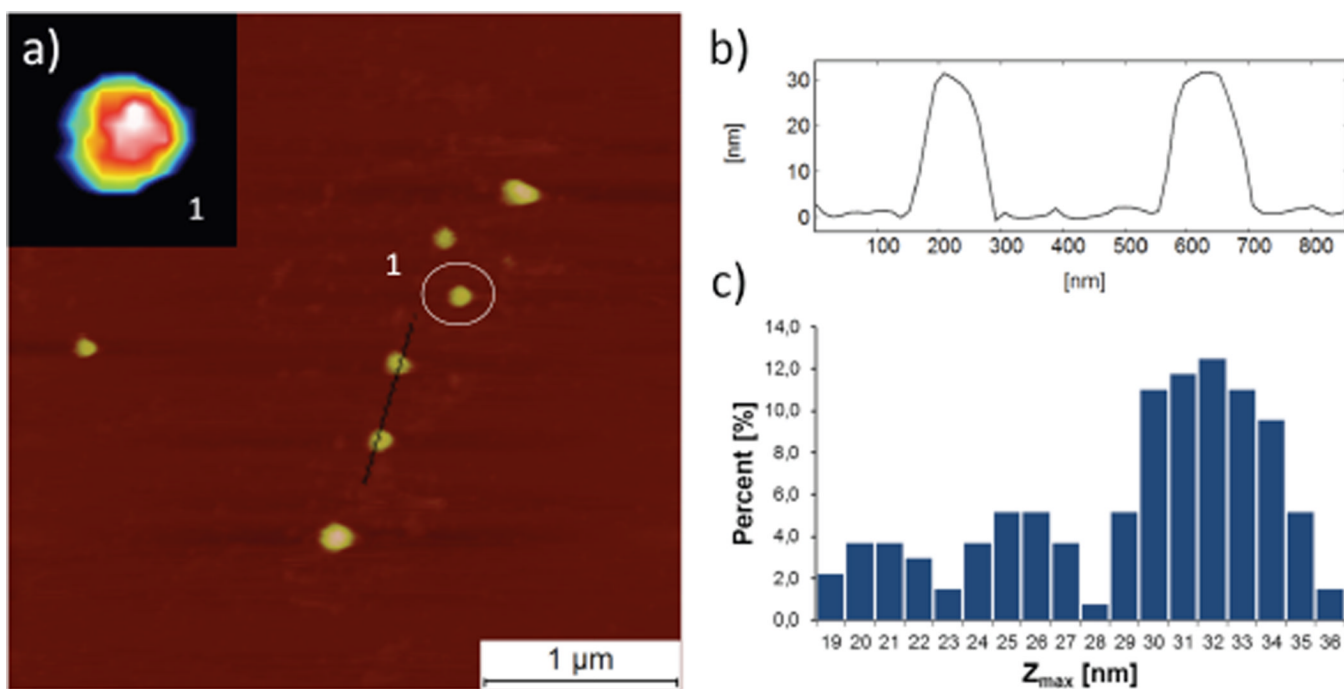 a)
1
1
1 µm
b)
30
20
10
0
[nm]
100 200 300 400 500 600 700 800
[nm]
c)
14,0
12,0
10,0
8,0
6,0
4,0
2,0
0,0
Percent [%]
19 20 21 22 23 24 25 26 27 28 29 30 31 32 33 34 35 36
Zmax [nm]